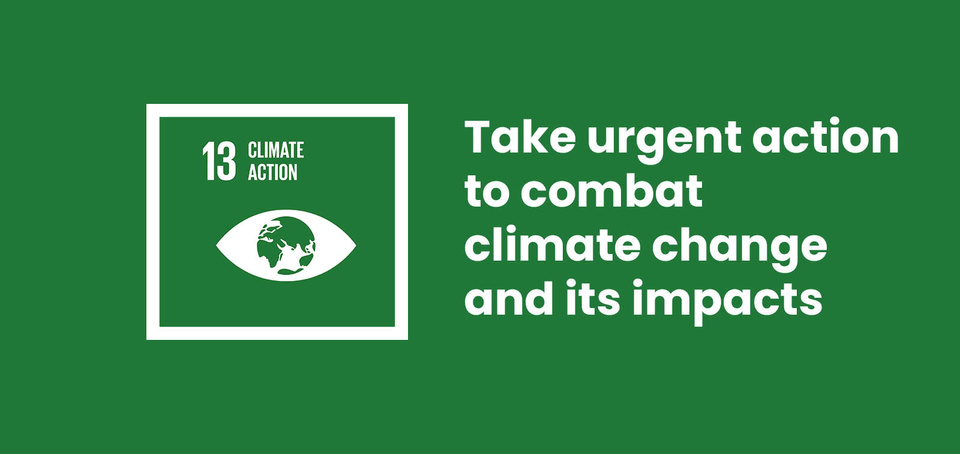 13 CLIMATE
ACTION
Take urgent action
to combat
climate change
and its impacts